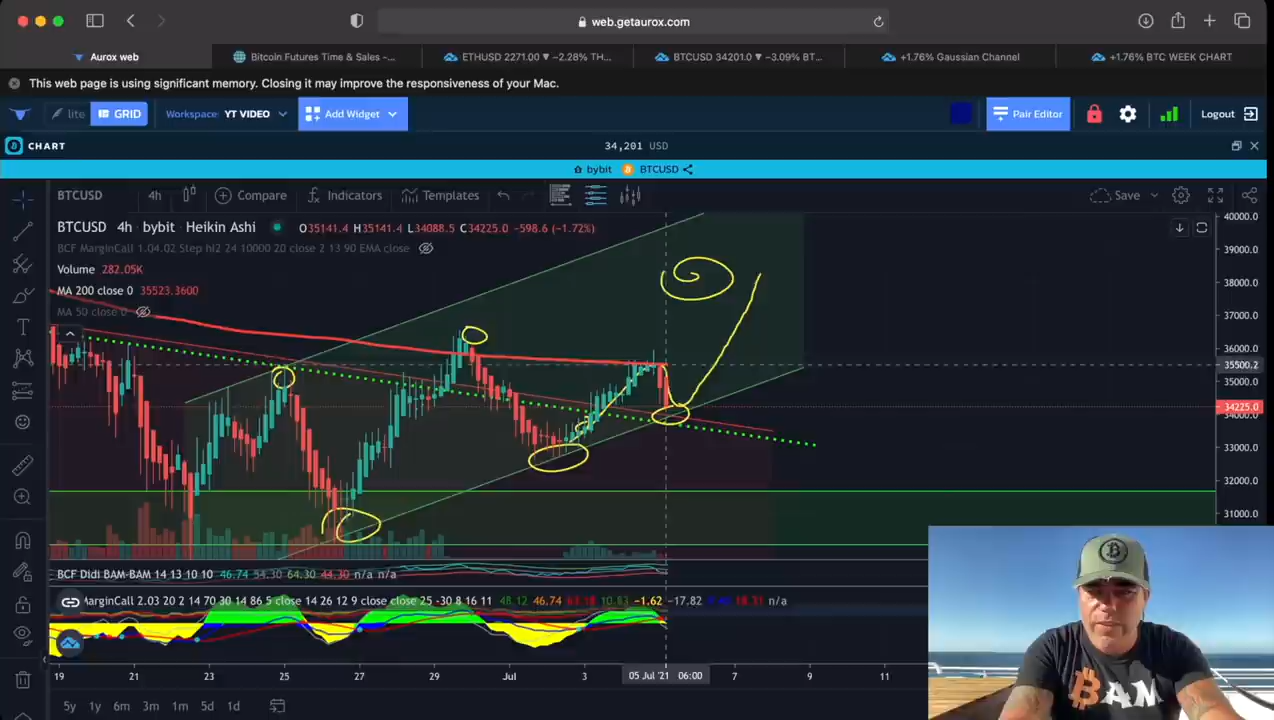 web.getaurox.com
Aurox web
Bitcoin Futures Time & Sales –...
ETHUSD 2271.00 ▼ −2.28% TH...
BTCUSD 34201.0 ▼ −3.09% BT...
+1.76% Gaussian Channel
+1.76% BTC WEEK CHART
This web page is using significant memory. Closing it may improve the responsiveness of your Mac.
lite GRID Workspace: YT VIDEO Add Widget Pair Editor Logout
CHART 34,201 USD
bybit BTCUSD
BTCUSD 4h Compare Indicators Templates Save
BTCUSD 4h · bybit · Heikin Ashi O35141.4 H35141.4 L34088.5 C34225.0 −598.6 (−1.72%)
BCF MarginCall 1.04.02 Step hl2 24 10000 20 close 2 13 90 EMA close
Volume 282.05K
MA 200 close 0 35523.3600
MA 50 close 0
40000.0
39000.0
38000.0
37000.0
36000.0
35500.2
35000.0
34225.0
34000.0
33000.0
32000.0
31000.0
BCF Didi BAM-BAM 14 13 10 10 46.74 54.30 64.30 44.30 n/a n/a
MarginCall 2.03 20 2 14 70 30 14 86 5 close 14 26 12 9 close close 25 -30 8 16 11 48.12 46.74 10.83 −1.62 −17.82 n/a
19 21 23 25 27 29 Jul 3 05 Jul '21 06:00 7 9 11
5y 1y 6m 3m 1m 5d 1d
BAM